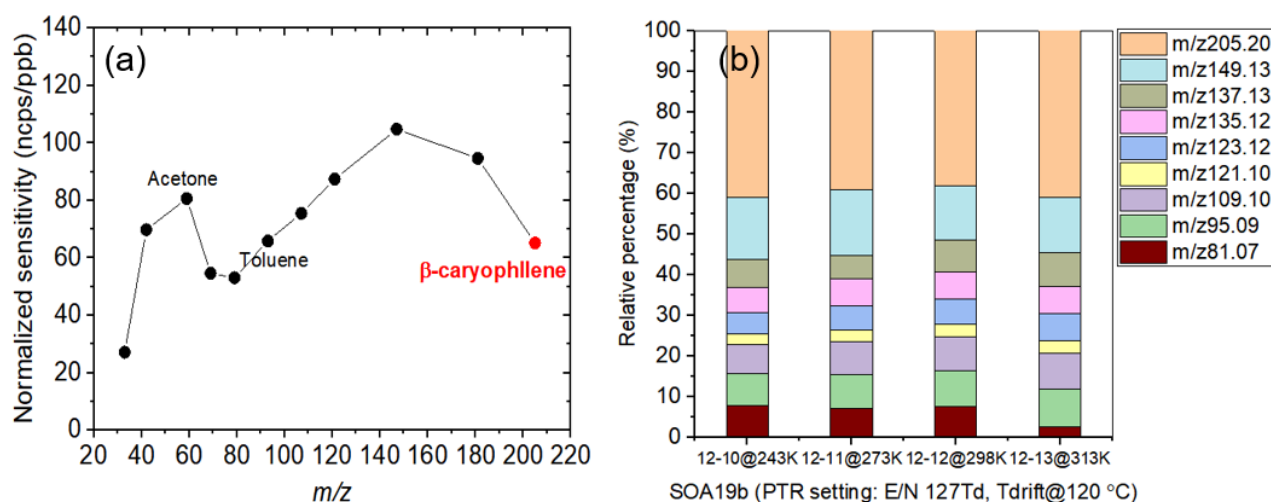 (a)
Normalized sensitivity (ncps/ppb)
140
120
100
80
60
40
20
0
Acetone
Toluene
β-caryophllene
20 40 60 80 100 120 140 160 180 200 220
m/z
(b)
Relative percentage (%)
100
90
80
70
60
50
40
30
20
10
0
12-10@243K 12-11@273K 12-12@298K 12-13@313K
SOA19b (PTR setting: E/N 127Td, Tdrift@120 °C)
m/z205.20
m/z149.13
m/z137.13
m/z135.12
m/z123.12
m/z121.10
m/z109.10
m/z95.09
m/z81.07